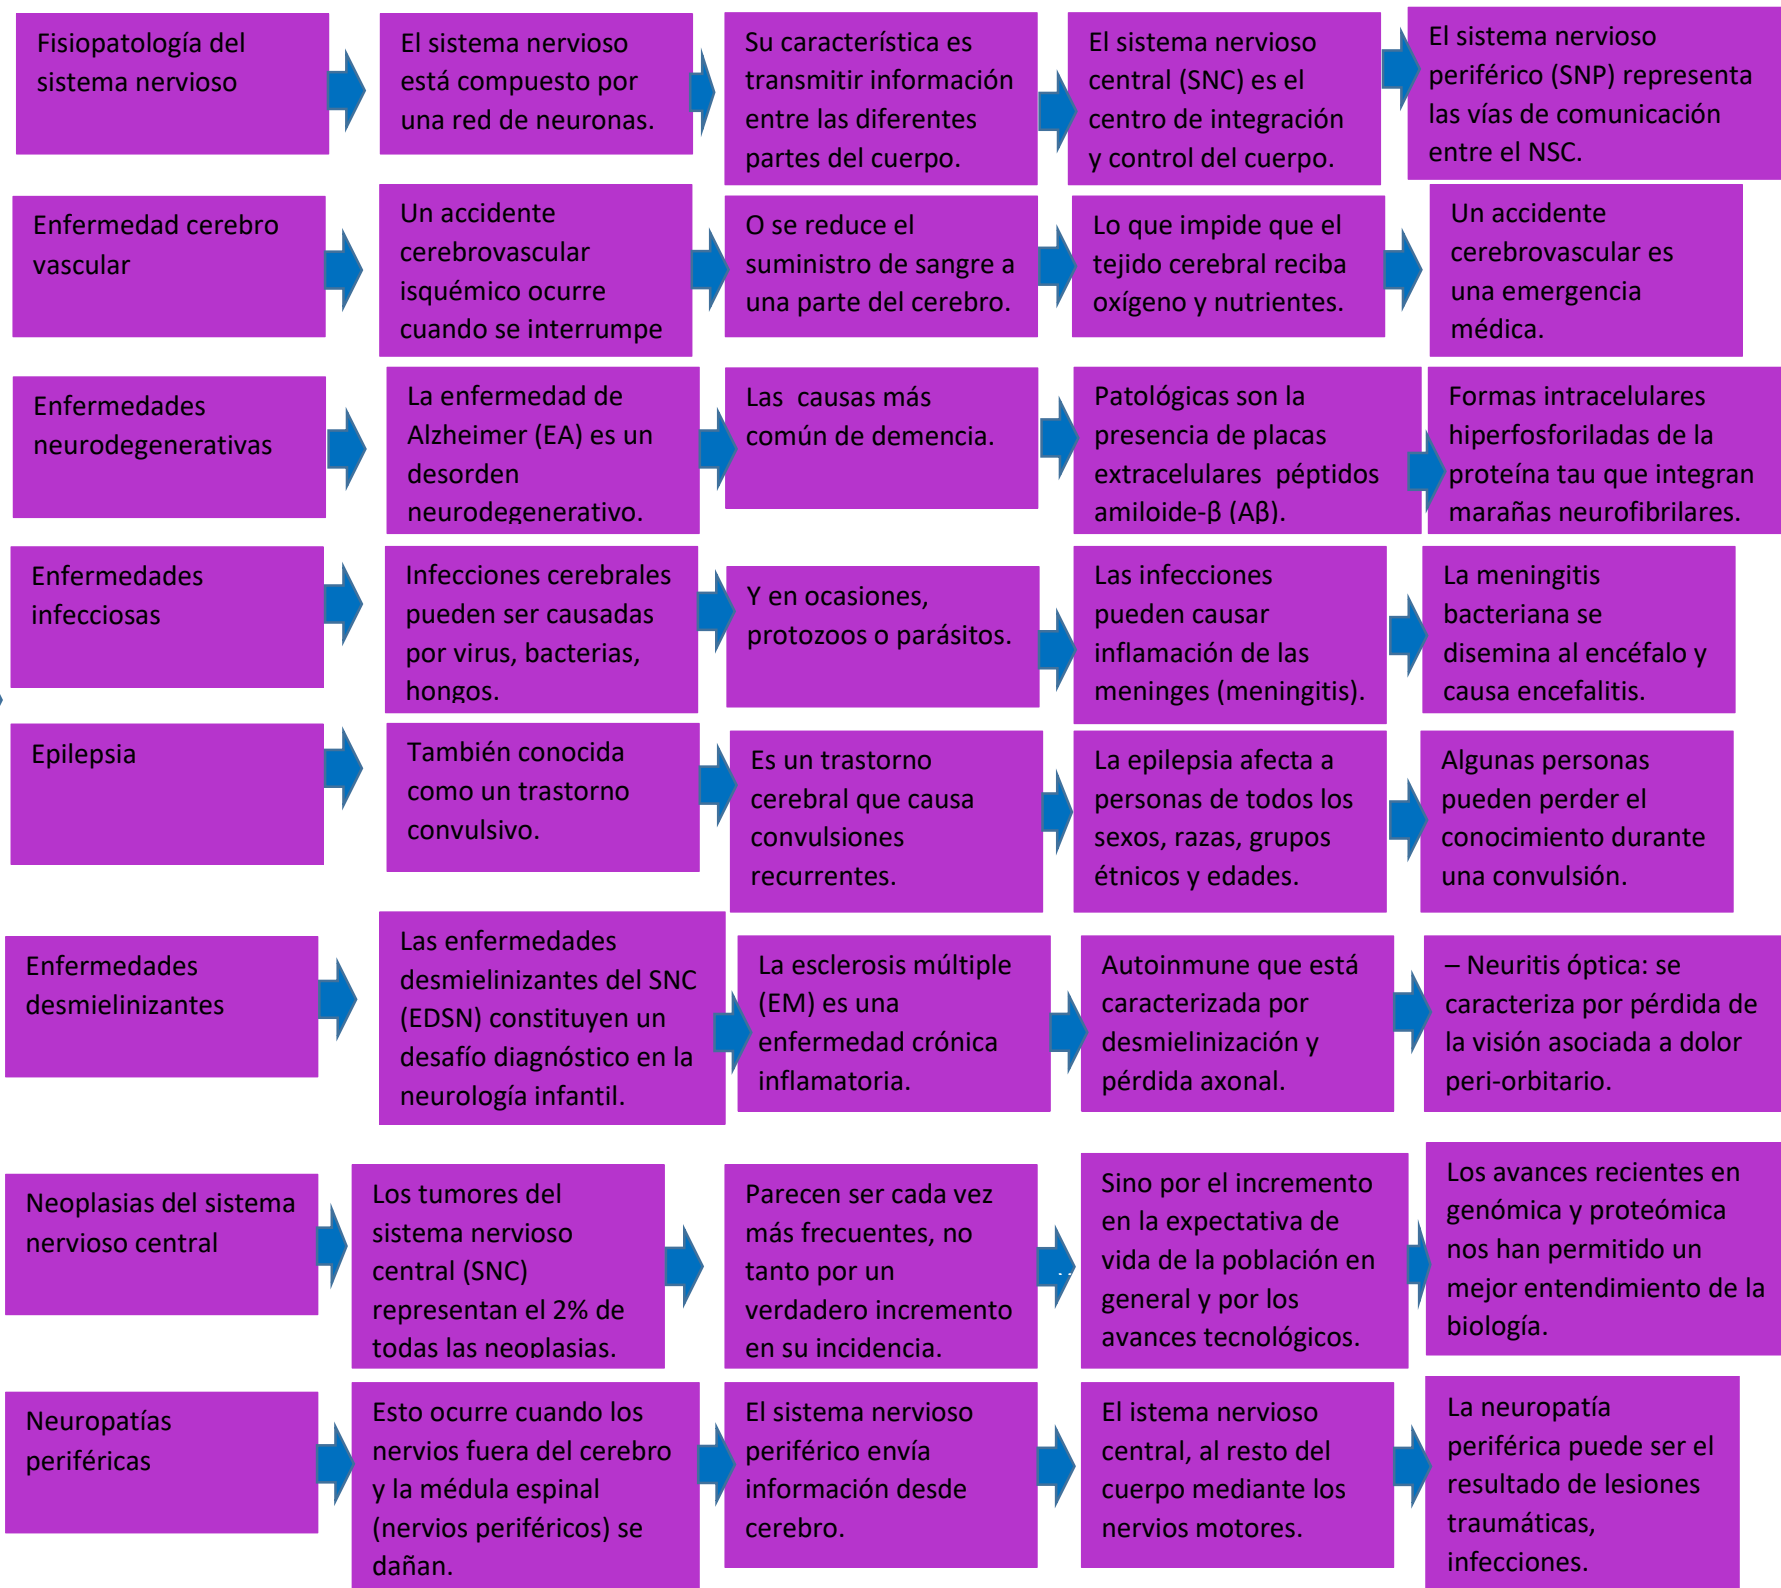 Fisiopatología del
sistema nervioso
El sistema nervioso
está compuesto por
una red de neuronas.
Su característica es
transmitir información
entre las diferentes
partes del cuerpo.
El sistema nervioso
central (SNC) es el
centro de integración
y control del cuerpo.
El sistema nervioso
periférico (SNP) representa
las vías de comunicación
entre el NSC.
Enfermedad cerebro
vascular
Un accidente
cerebrovascular
isquémico ocurre
cuando se interrumpe
O se reduce el
suministro de sangre a
una parte del cerebro.
Lo que impide que el
tejido cerebral reciba
oxígeno y nutrientes.
Un accidente
cerebrovascular es
una emergencia
médica.
Enfermedades
neurodegenerativas
La enfermedad de
Alzheimer (EA) es un
desorden
neurodegenerativo.
Las causas más
común de demencia.
Patológicas son la
presencia de placas
extracelulares péptidos
amiloide-β (Aβ).
Formas intracelulares
hiperfosforiladas de la
proteína tau que integran
marañas neurofibrilares.
Enfermedades
infecciosas
Infecciones cerebrales
pueden ser causadas
por virus, bacterias,
hongos.
Y en ocasiones,
protozoos o parásitos.
Las infecciones
pueden causar
inflamación de las
meninges (meningitis).
La meningitis
bacteriana se
disemina al encéfalo y
causa encefalitis.
Epilepsia
También conocida
como un trastorno
convulsivo.
Es un trastorno
cerebral que causa
convulsiones
recurrentes.
La epilepsia afecta a
personas de todos los
sexos, razas, grupos
étnicos y edades.
Algunas personas
pueden perder el
conocimiento durante
una convulsión.
Enfermedades
desmielinizantes
Las enfermedades
desmielinizantes del SNC
(EDSN) constituyen un
desafío diagnóstico en la
neurología infantil.
La esclerosis múltiple
(EM) es una
enfermedad crónica
inflamatoria.
Autoinmune que está
caracterizada por
desmielinización y
pérdida axonal.
– Neuritis óptica: se
caracteriza por pérdida de
la visión asociada a dolor
peri-orbitario.
Neoplasias del sistema
nervioso central
Los tumores del
sistema nervioso
central (SNC)
representan el 2% de
todas las neoplasias.
Parecen ser cada vez
más frecuentes, no
tanto por un
verdadero incremento
en su incidencia.
Sino por el incremento
en la expectativa de
vida de la población en
general y por los
avances tecnológicos.
Los avances recientes en
genómica y proteómica
nos han permitido un
mejor entendimiento de la
biología.
Neuropatías
periféricas
Esto ocurre cuando los
nervios fuera del cerebro
y la médula espinal
(nervios periféricos) se
dañan.
El sistema nervioso
periférico envía
información desde
cerebro.
El istema nervioso
central, al resto del
cuerpo mediante los
nervios motores.
La neuropatía
periférica puede ser el
resultado de lesiones
traumáticas,
infecciones.